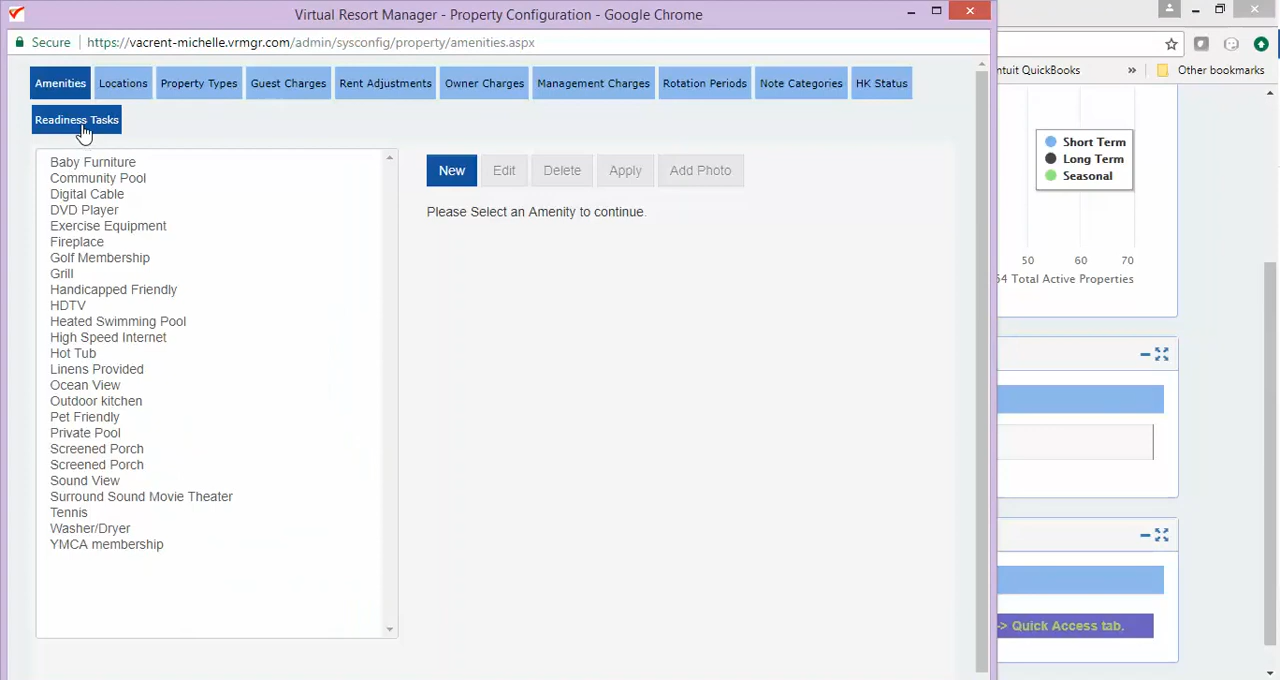 Virtual Resort Manager - Property Configuration - Google Chrome
Secure https://vacrent-michelle.vrmgr.com/admin/sysconfig/property/amenities.aspx
ntuit QuickBooks » Other bookmarks
Amenities Locations Property Types Guest Charges Rent Adjustments Owner Charges Management Charges Rotation Periods Note Categories HK Status
Readiness Tasks
Baby Furniture
Community Pool
Digital Cable
DVD Player
Exercise Equipment
Fireplace
Golf Membership
Grill
Handicapped Friendly
HDTV
Heated Swimming Pool
High Speed Internet
Hot Tub
Linens Provided
Ocean View
Outdoor kitchen
Pet Friendly
Private Pool
Screened Porch
Screened Porch
Sound View
Surround Sound Movie Theater
Tennis
Washer/Dryer
YMCA membership
New Edit Delete Apply Add Photo
Please Select an Amenity to continue.
Short Term
Long Term
Seasonal
50 60 70
54 Total Active Properties
-> Quick Access tab.